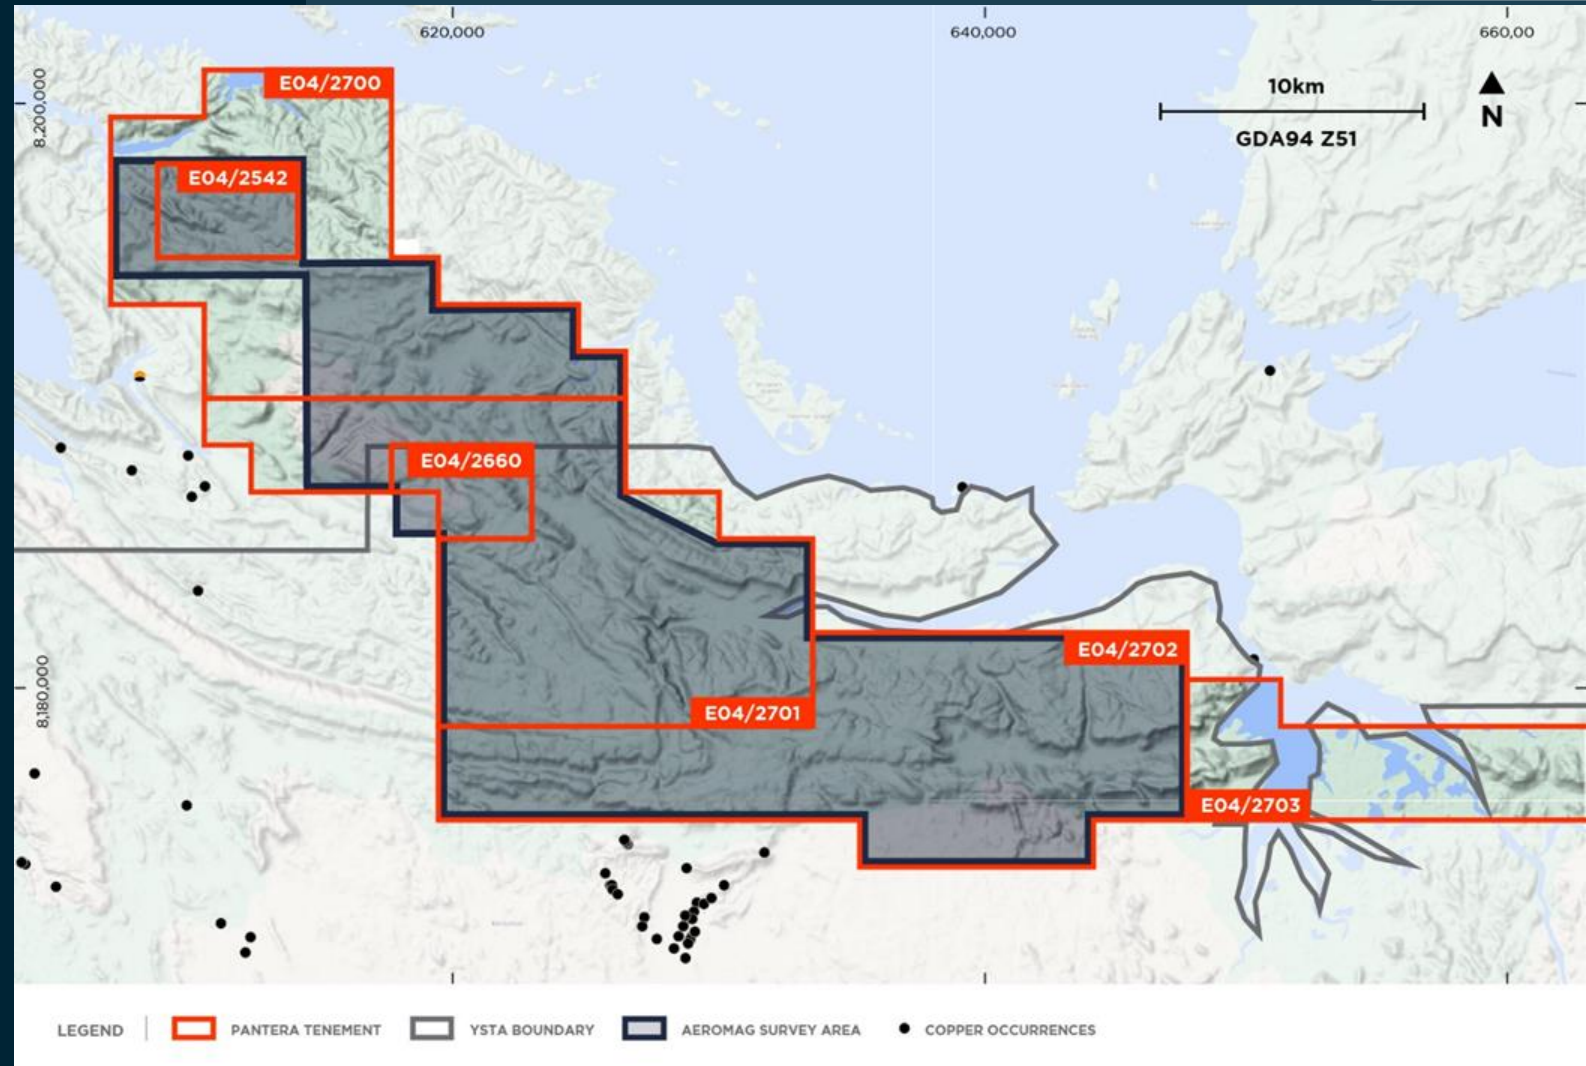 620,000
640,000
660,00
8,200,000
8,180,000
10km
GDA94 Z51
N
E04/2700
E04/2542
E04/2660
E04/2702
E04/2701
E04/2703
LEGEND
PANTERA TENEMENT
YSTA BOUNDARY
AEROMAG SURVEY AREA
COPPER OCCURRENCES